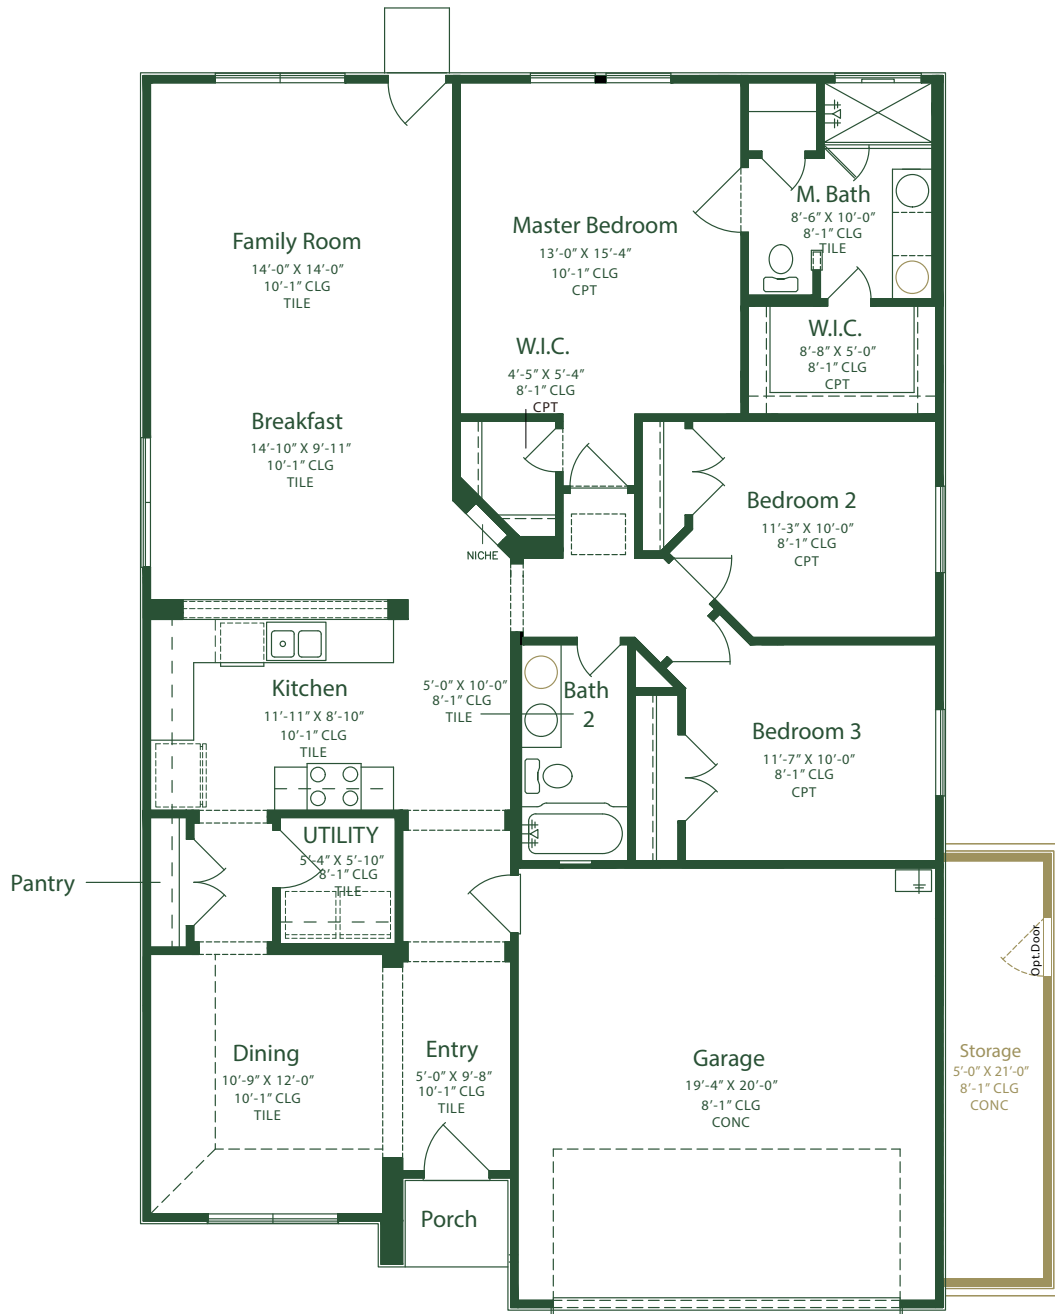 Family Room
14'-0" X 14'-0"
10'-1" CLG
TILE
Master Bedroom
13'-0" X 15'-4"
10'-1" CLG
CPT
M. Bath
8'-6" X 10'-0"
8'-1" CLG
TILE
W.I.C.
4'-5" X 5'-4"
8'-1" CLG
CPT
W.I.C.
8'-8" X 5'-0"
8'-1" CLG
CPT
Breakfast
14'-10" X 9'-11"
10'-1" CLG
TILE
NICHE
Bedroom 2
11'-3" X 10'-0"
8'-1" CLG
CPT
Kitchen
11'-11" X 8'-10"
10'-1" CLG
TILE
5'-0" X 10'-0"
8'-1" CLG
TILE
Bath
2
Bedroom 3
11'-7" X 10'-0"
8'-1" CLG
CPT
UTILITY
5'-4" X 5'-10"
8'-1" CLG
TILE
Pantry
Dining
10'-9" X 12'-0"
10'-1" CLG
TILE
Entry
5'-0" X 9'-8"
10'-1" CLG
TILE
Garage
19'-4" X 20'-0"
8'-1" CLG
CONC
Opt.Door
Storage
5'-0" X 21'-0"
8'-1" CLG
CONC
Porch